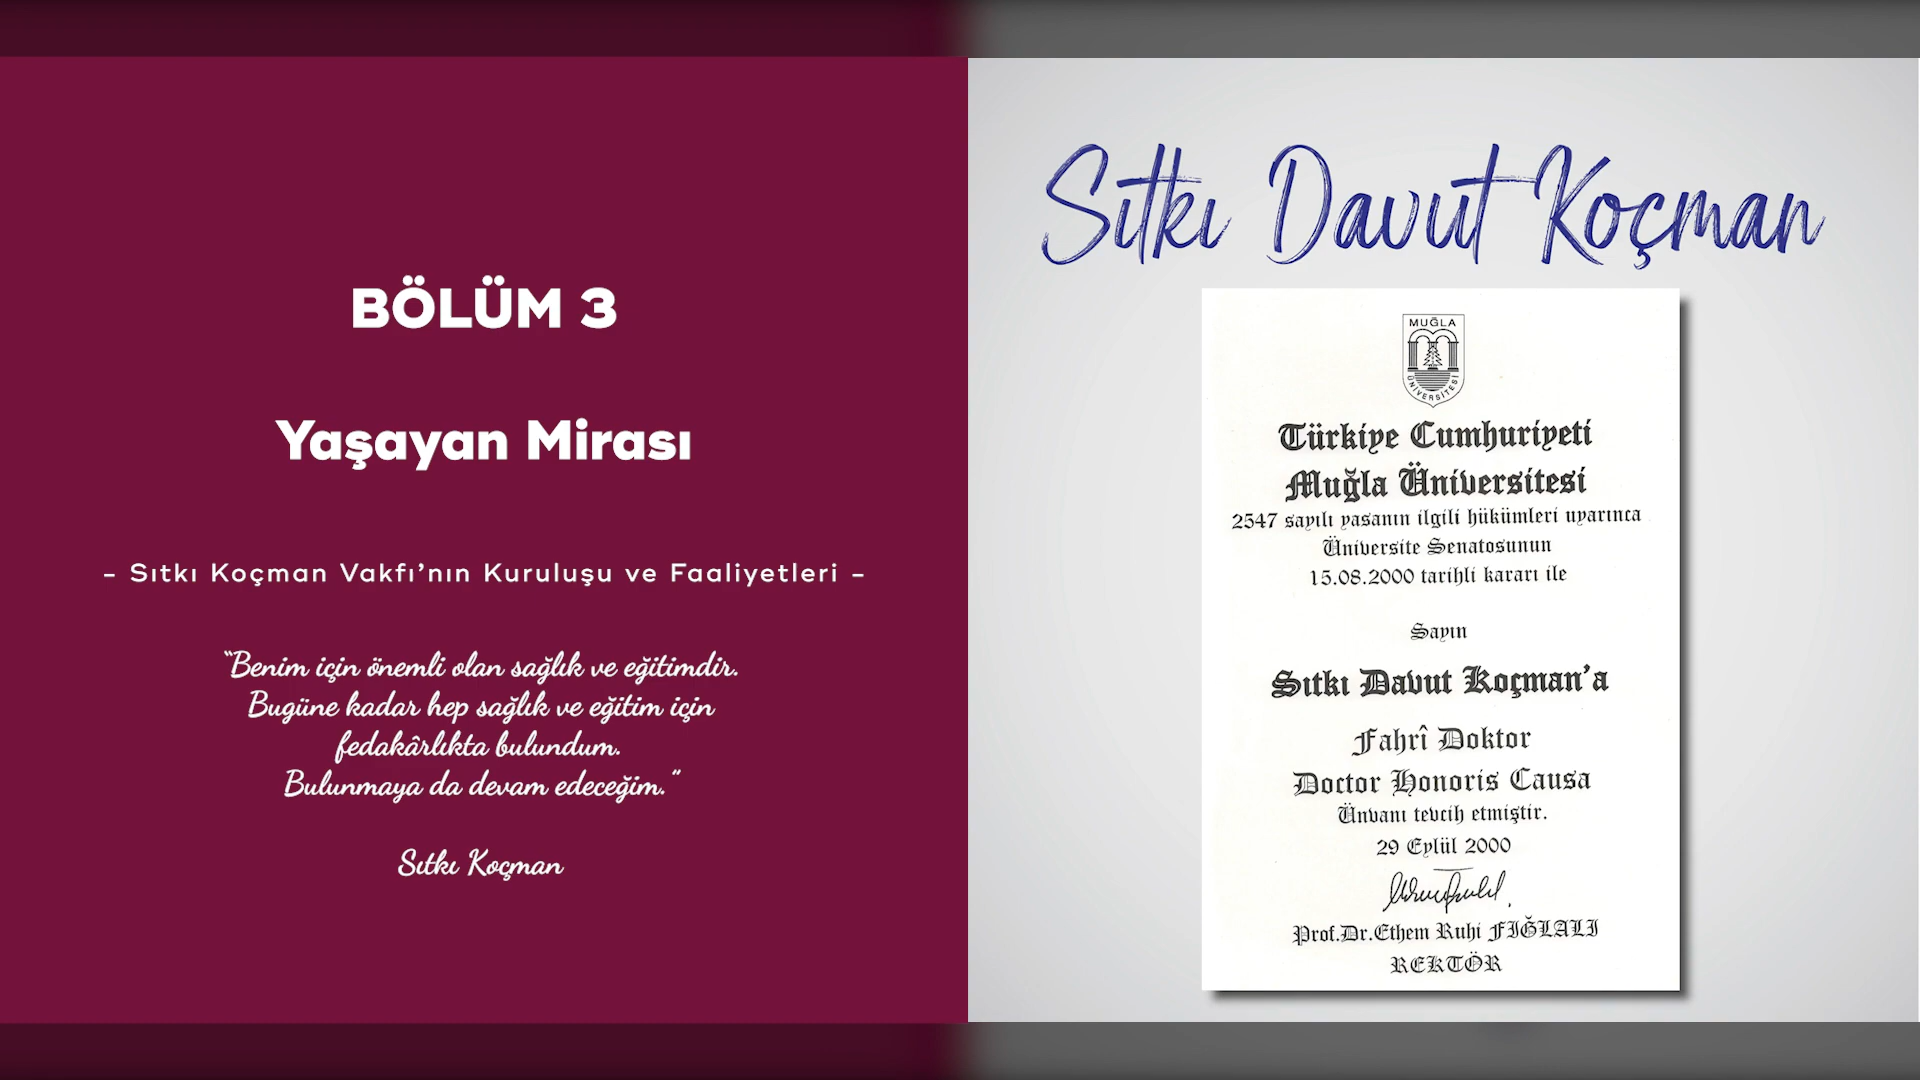 BÖLÜM 3
Yaşayan Mirası
– Sıtkı Koçman Vakfı’nın Kuruluşu ve Faaliyetleri –
“Benim için önemli olan sağlık ve eğitimdir.
Bugüne kadar hep sağlık ve eğitim için
fedakârlıkta bulundum.
Bulunmaya da devam edeceğim.”
Sıtkı Koçman
Sıtkı Davut Koçman
MUĞLA
ÜNİVERSİTESİ
Türkiye Cumhuriyeti
Muğla Üniversitesi
2547 sayılı yasanın ilgili hükümleri uyarınca
Üniversite Senatosunun
15.08.2000 tarihli kararı ile
Sayın
Sıtkı Davut Koçman’a
Fahrî Doktor
Doctor Honoris Causa
Ünvanı tevcih etmiştir.
29 Eylül 2000
Prof.Dr.Ethem Ruhi FIĞLALI
REKTÖR